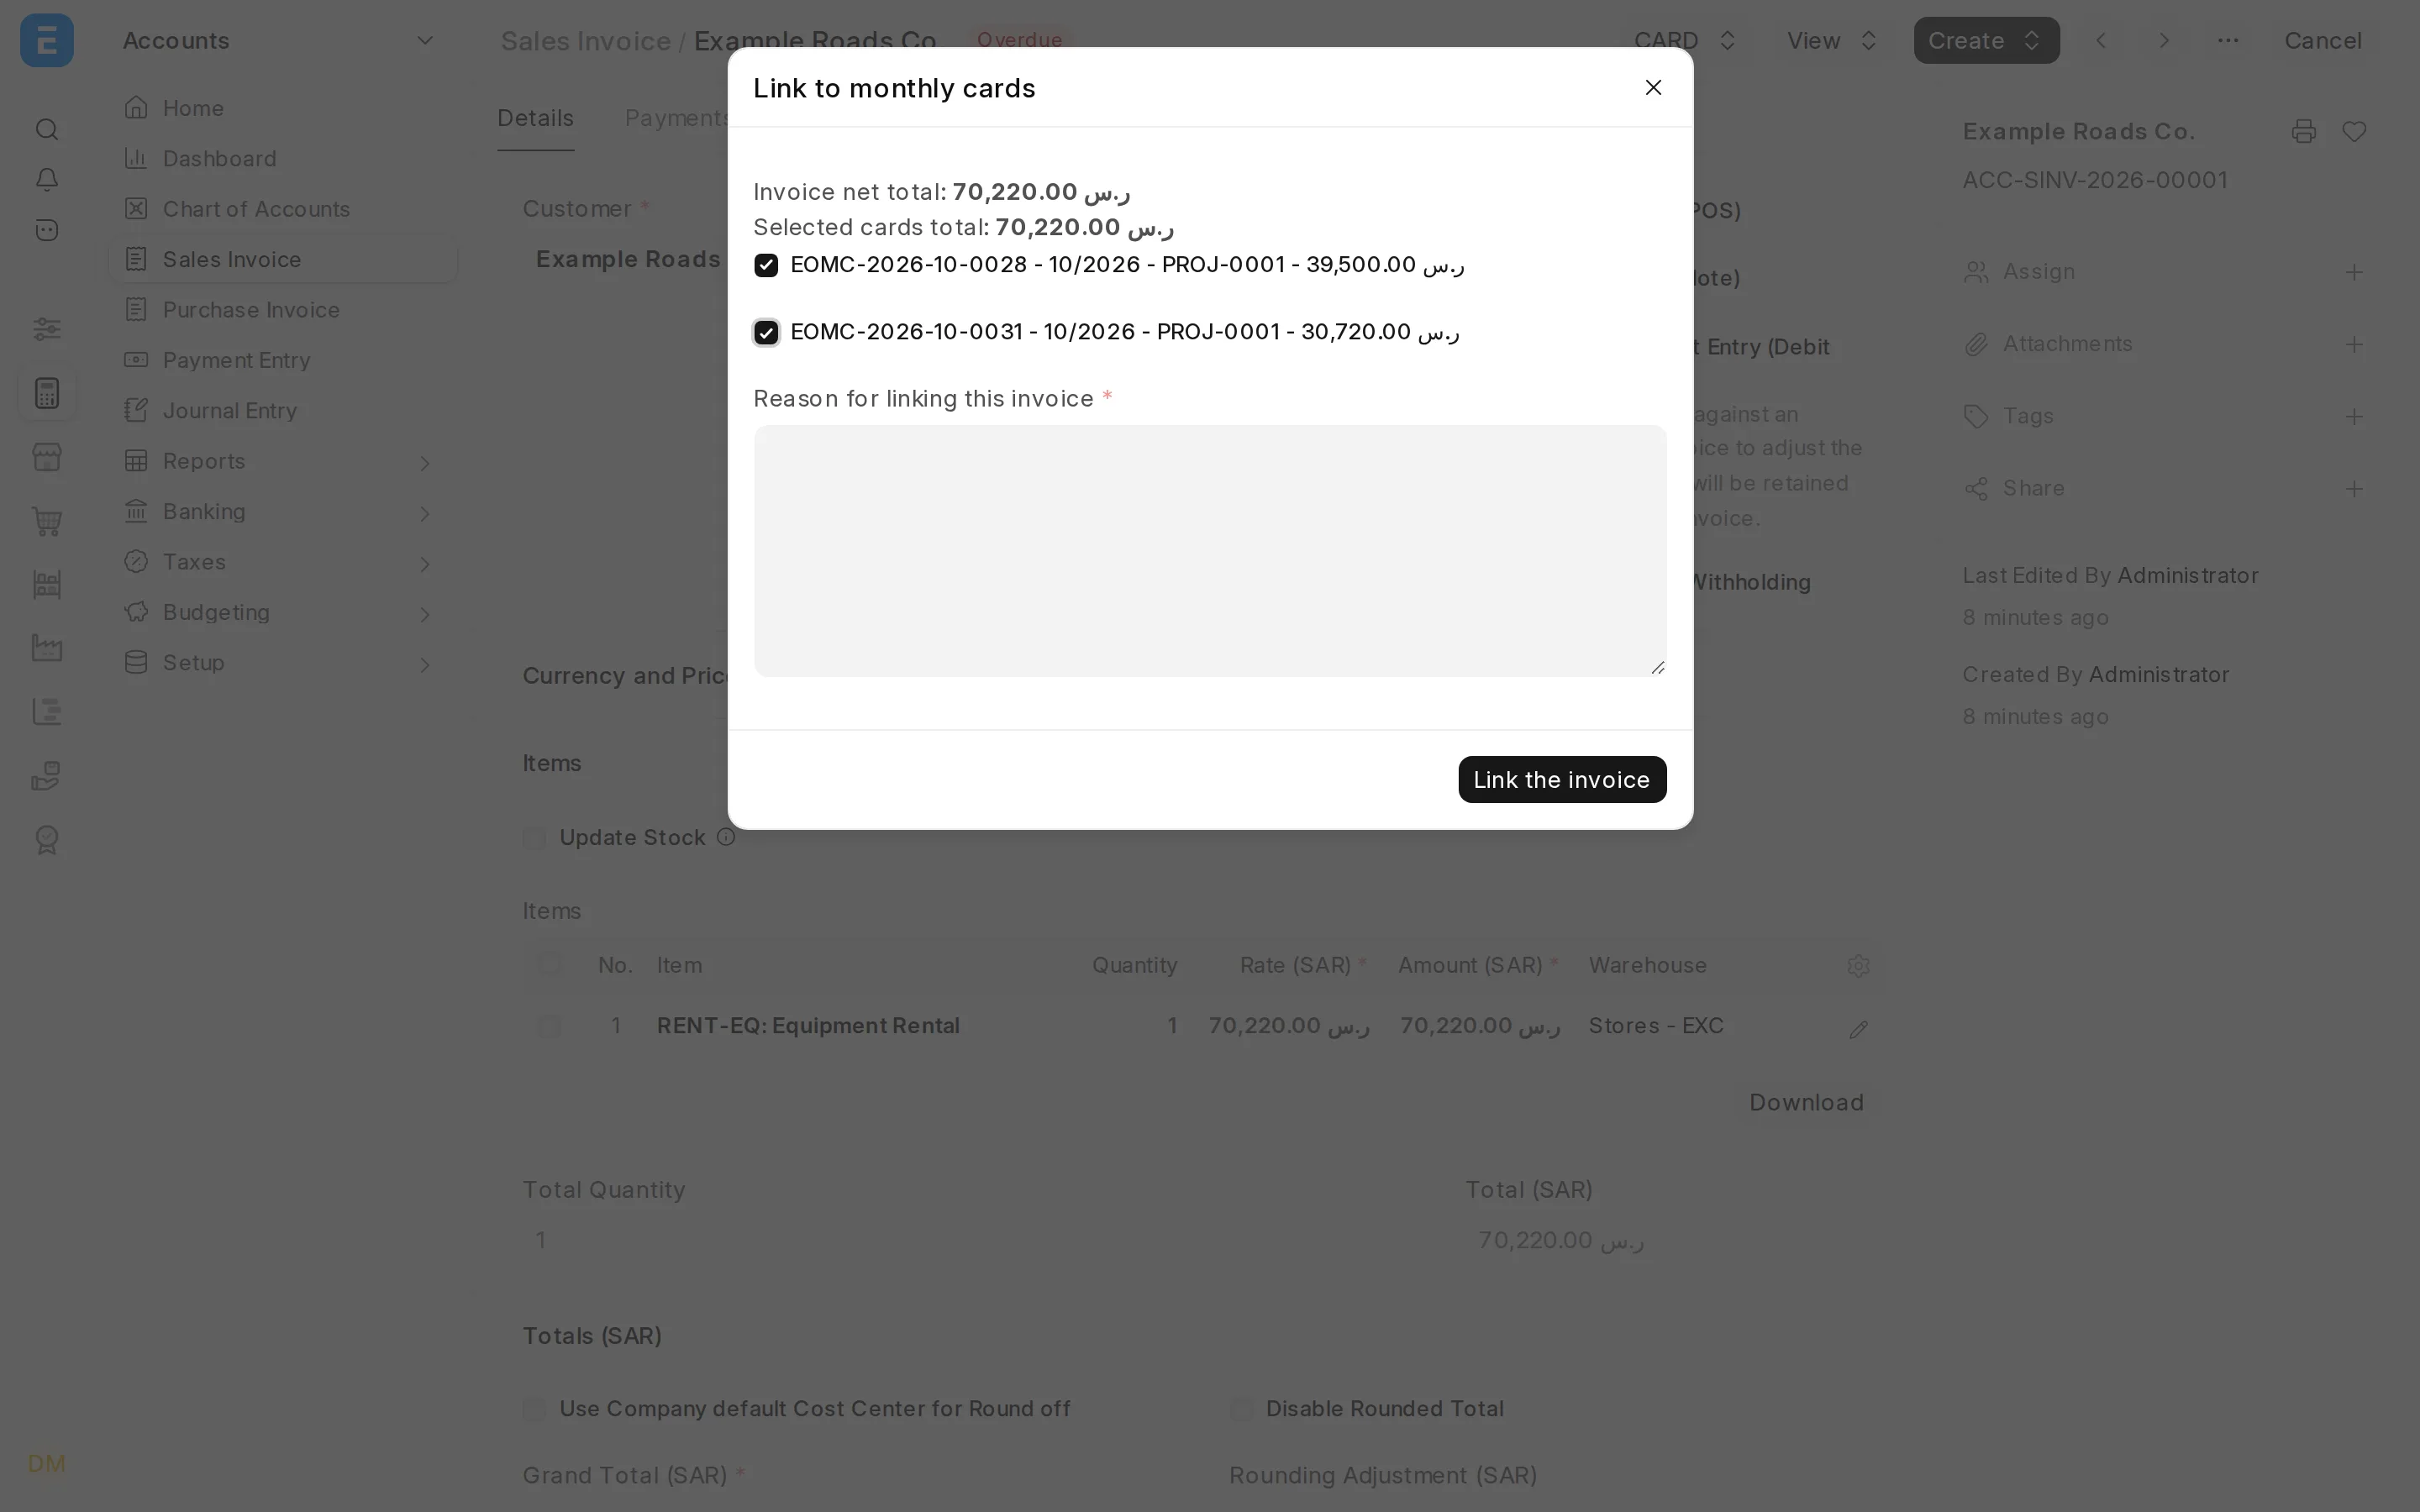 Accounts
Sales Invoice / Example Roads Co.
Overdue
CARD
View
Create
Cancel
Home
Dashboard
Chart of Accounts
Sales Invoice
Purchase Invoice
Payment Entry
Journal Entry
Reports
Banking
Taxes
Budgeting
Setup
DM
Details
Payments
Customer *
Example Roads
Link to monthly cards
Invoice net total: 70,220.00 ر.س
Selected cards total: 70,220.00 ر.س
EOMC-2026-10-0028 - 10/2026 - PROJ-0001 - 39,500.00 ر.س
EOMC-2026-10-0031 - 10/2026 - PROJ-0001 - 30,720.00 ر.س
Reason for linking this invoice *
Link the invoice
POS)
Note)
t Entry (Debit
against an
oice to adjust the
will be retained
nvoice.
Withholding
Example Roads Co.
ACC-SINV-2026-00001
Assign
Attachments
Tags
Share
Last Edited By Administrator
8 minutes ago
Created By Administrator
8 minutes ago
Currency and Price
Items
Update Stock
Items
No. Item Quantity Rate (SAR) * Amount (SAR) * Warehouse
1 RENT-EQ: Equipment Rental 1 70,220.00 ر.س 70,220.00 ر.س Stores - EXC
Download
Total Quantity
1
Total (SAR)
70,220.00 ر.س
Totals (SAR)
Use Company default Cost Center for Round off
Disable Rounded Total
Grand Total (SAR) *
Rounding Adjustment (SAR)